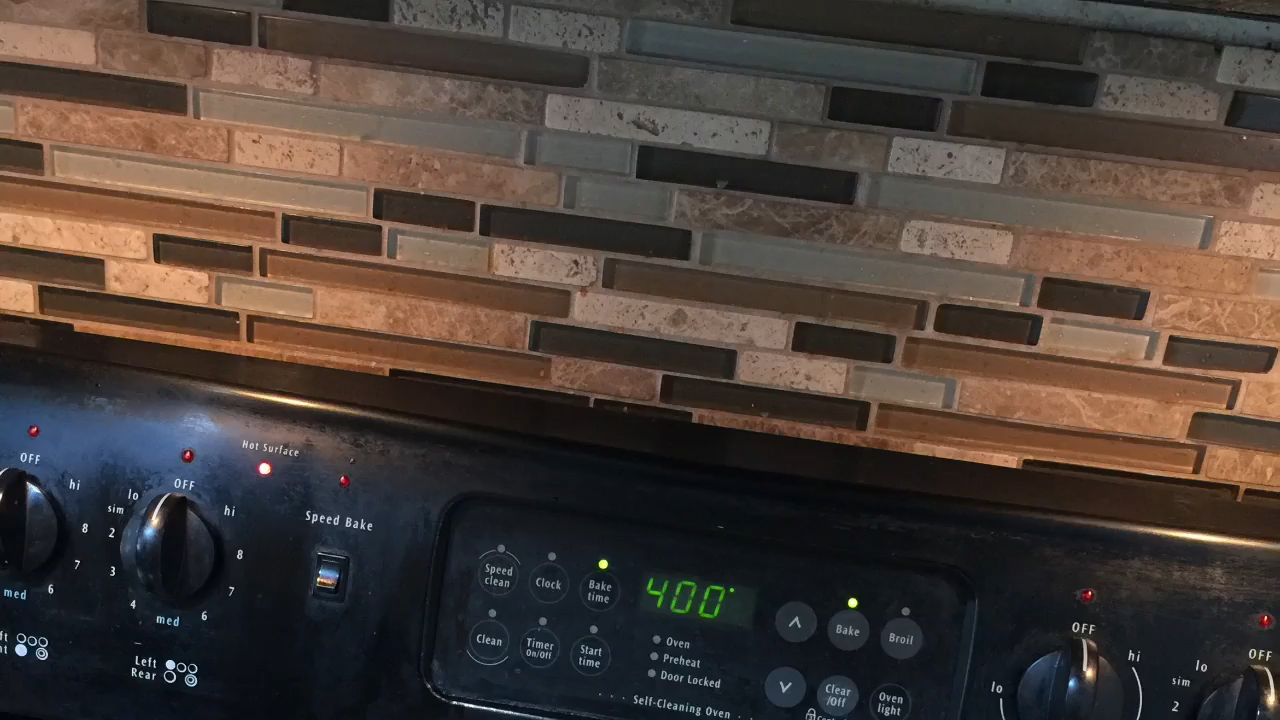 OFF
hi
8
7
6
med
Hot Surface
OFF
lo
hi
sim
2
8
3
7
4
6
med
Left
Rear
Speed Bake
Speed
clean
Clock
Bake
time
400°
Bake
Broil
Clean
Timer
On/Off
Start
time
Oven
Preheat
Door Locked
Clear
/Off
Oven
light
Self-Cleaning Oven
OFF
lo
hi
OFF
lo
sim
2